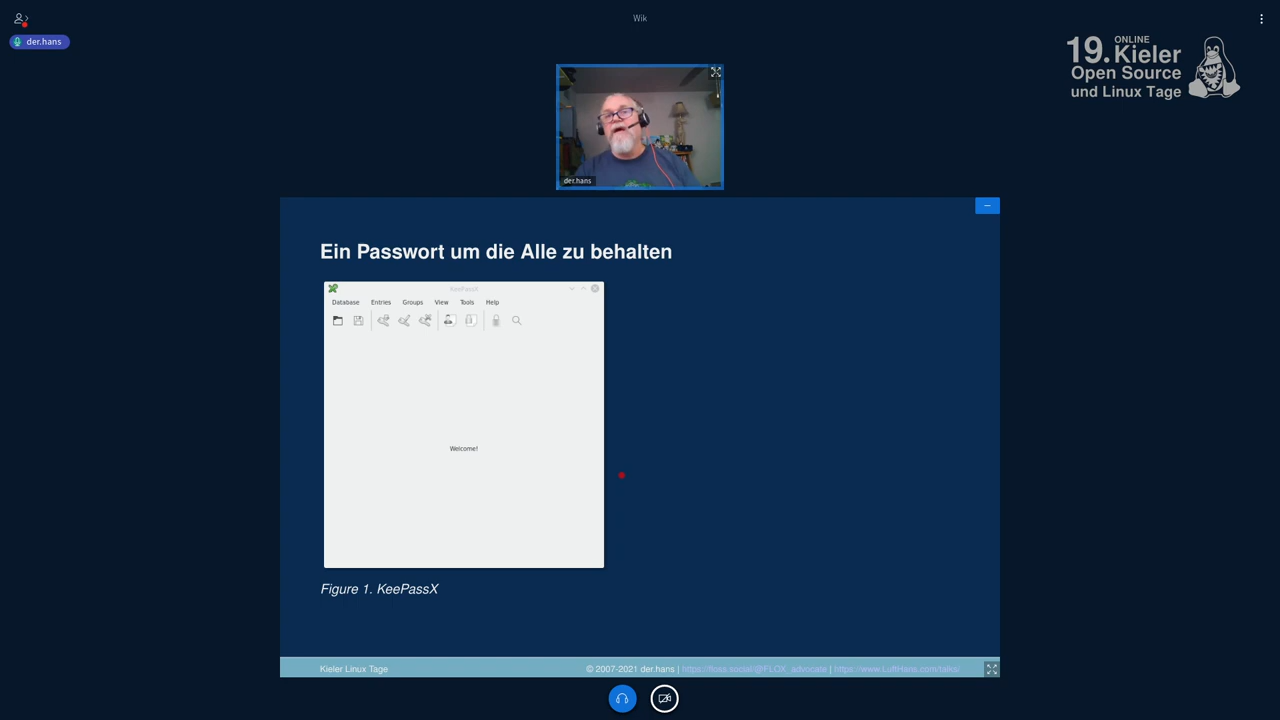 Wik
der.hans
19. ONLINE Kieler
Open Source
und Linux Tage
der.hans
Ein Passwort um die Alle zu behalten
KeePassX
Database Entries Groups View Tools Help
Welcome!
Figure 1. KeePassX
Kieler Linux Tage
© 2007-2021 der.hans | https://floss.social/@FLOX_advocate | https://www.LuftHans.com/talks/